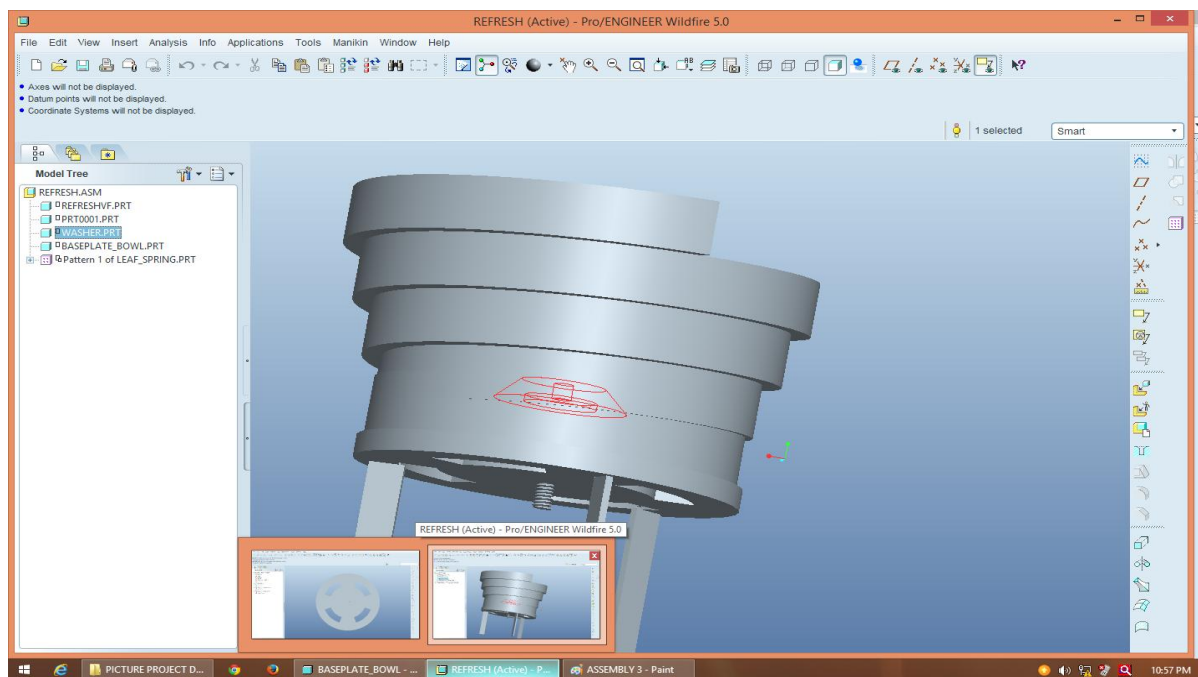 REFRESH (Active) - Pro/ENGINEER Wildfire 5.0
File Edit View Insert Analysis Info Applications Tools Manikin Window Help
• Axes will not be displayed.
• Datum points will not be displayed.
• Coordinate Systems will not be displayed.
1 selected Smart
Model Tree
REFRESH.ASM
REFRESHVF.PRT
PRT0001.PRT
WASHER.PRT
BASEPLATE_BOWL.PRT
Pattern 1 of LEAF_SPRING.PRT
REFRESH (Active) - Pro/ENGINEER Wildfire 5.0
PICTURE PROJECT D... BASEPLATE_BOWL - ... REFRESH (Active) - P... ASSEMBLY 3 - Paint 10:57 PM